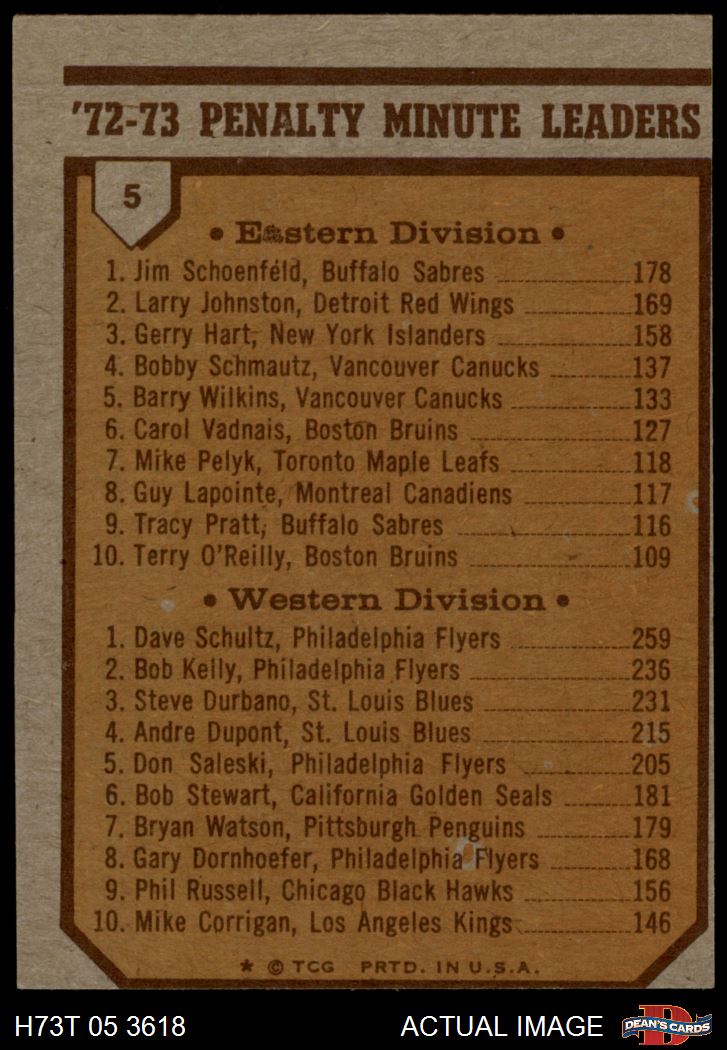 '72-73 PENALTY MINUTE LEADERS
5
• Eastern Division •
1. Jim Schoenfeld, Buffalo Sabres 178
2. Larry Johnston, Detroit Red Wings 169
3. Gerry Hart, New York Islanders 158
4. Bobby Schmautz, Vancouver Canucks 137
5. Barry Wilkins, Vancouver Canucks 133
6. Carol Vadnais, Boston Bruins 127
7. Mike Pelyk, Toronto Maple Leafs 118
8. Guy Lapointe, Montreal Canadiens 117
9. Tracy Pratt, Buffalo Sabres 116
10. Terry O'Reilly, Boston Bruins 109
• Western Division •
1. Dave Schultz, Philadelphia Flyers 259
2. Bob Kelly, Philadelphia Flyers 236
3. Steve Durbano, St. Louis Blues 231
4. Andre Dupont, St. Louis Blues 215
5. Don Saleski, Philadelphia Flyers 205
6. Bob Stewart, California Golden Seals 181
7. Bryan Watson, Pittsburgh Penguins 179
8. Gary Dornhoefer, Philadelphia Flyers 168
9. Phil Russell, Chicago Black Hawks 156
10. Mike Corrigan, Los Angeles Kings 146
* © TCG PRTD. IN U.S.A.
H73T 05 3618 ACTUAL IMAGE
D
DEAN'S CARDS